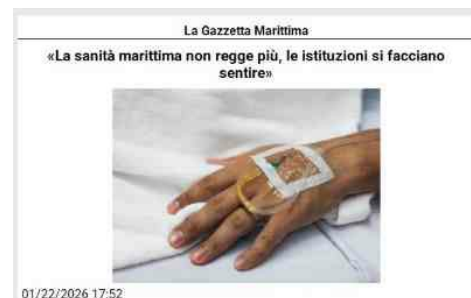 La Gazzetta Marittima
«La sanità marittima non regge più, le istituzioni si facciano
sentire»
01/22/2026 17:52